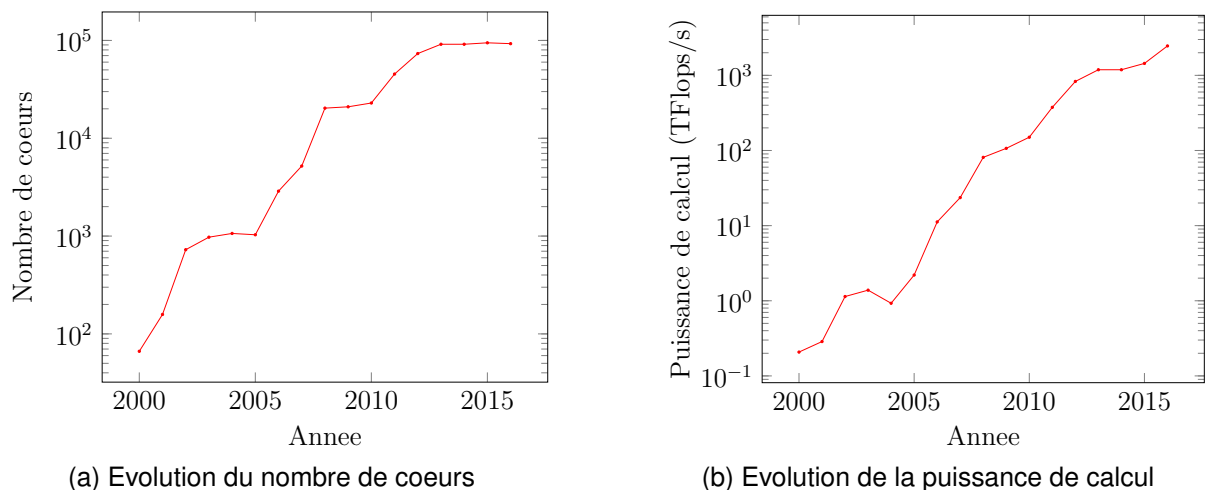 Nombre de coeurs
10^5
10^4
10^3
10^2
2000 2005 2010 2015
Annee
(a) Evolution du nombre de coeurs
Puissance de calcul (TFlops/s)
10^3
10^2
10^1
10^0
10^−1
2000 2005 2010 2015
Annee
(b) Evolution de la puissance de calcul